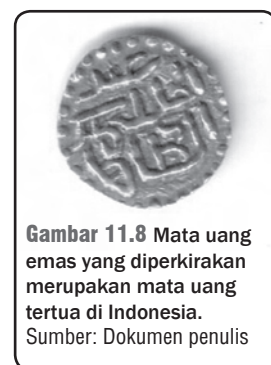 Gambar 11.8 Mata uang
emas yang diperkirakan
merupakan mata uang
tertua di Indonesia.
Sumber: Dokumen penulis